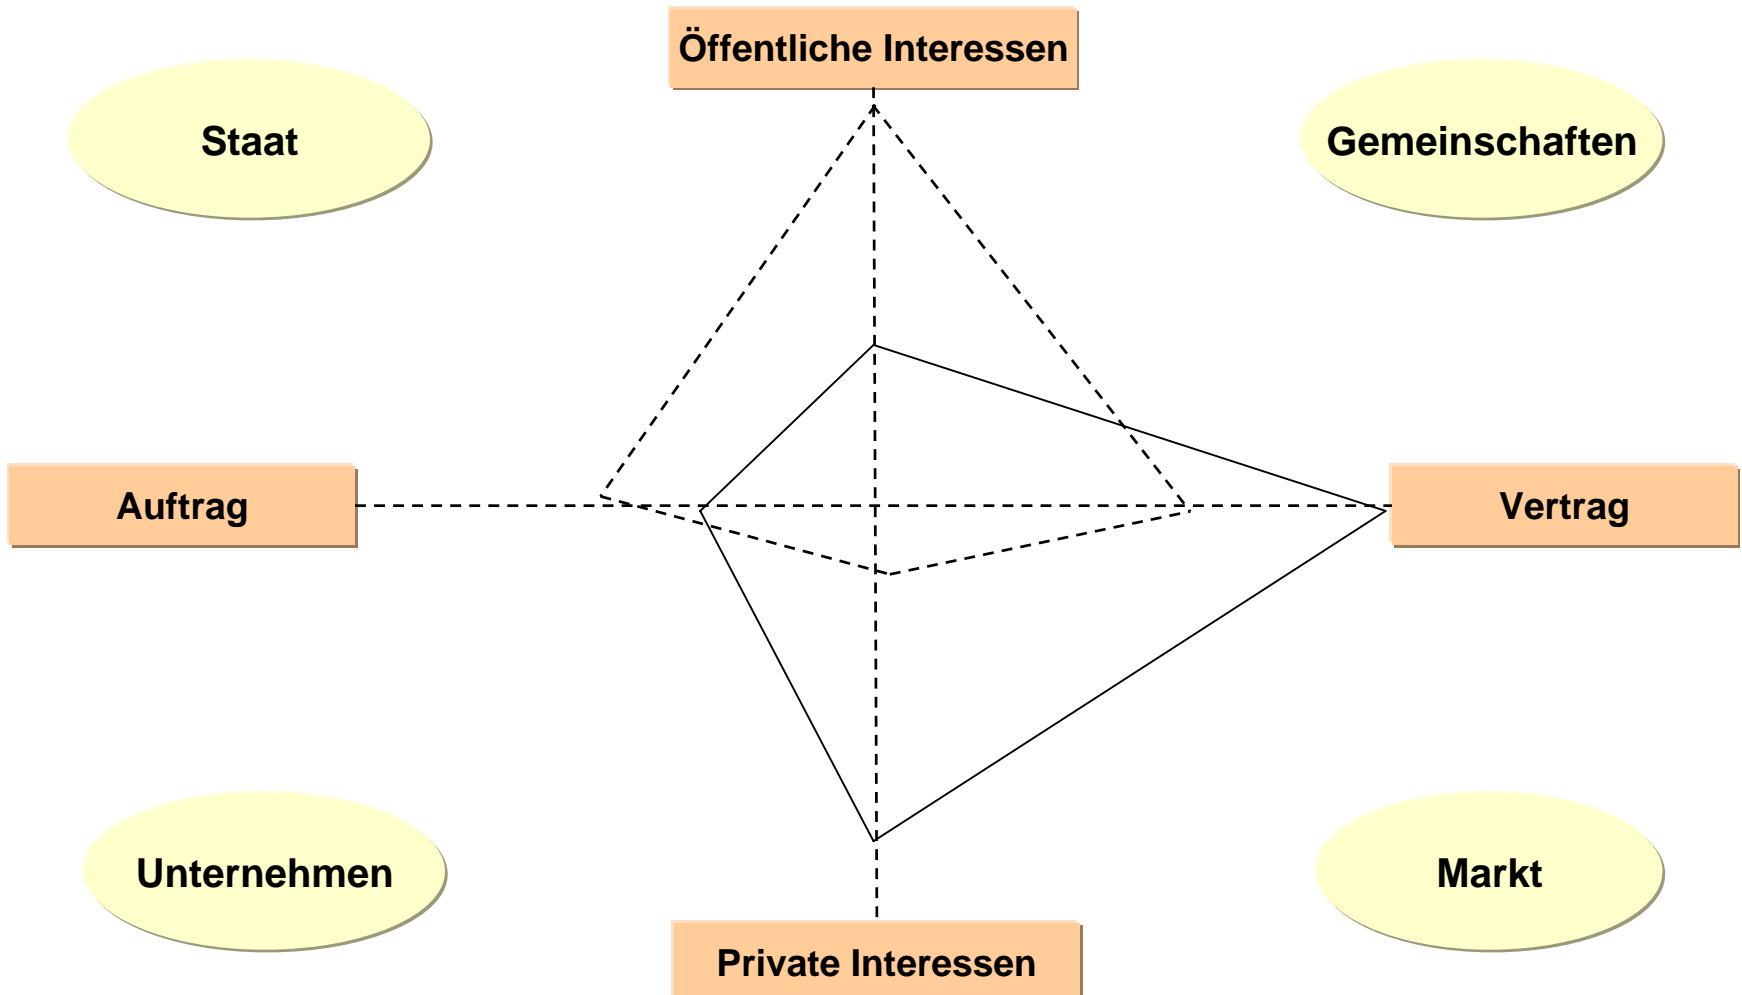 Öffentliche Interessen
Staat
Gemeinschaften
Auftrag
Vertrag
Unternehmen
Markt
Private Interessen